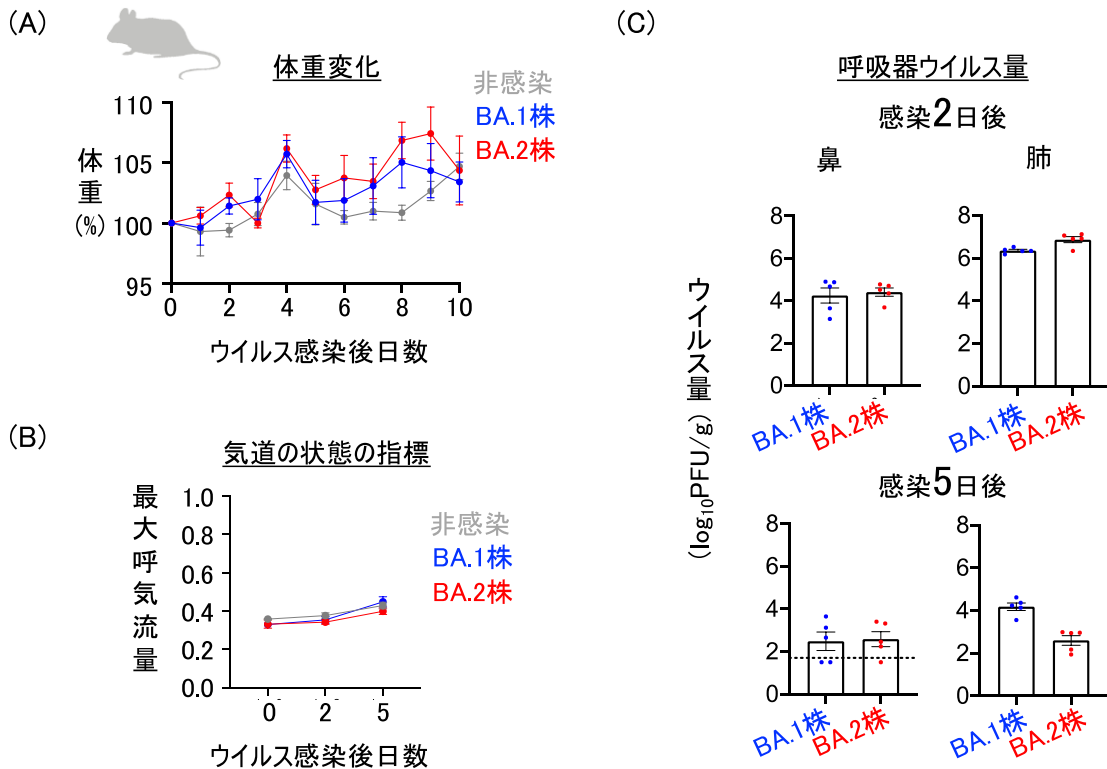 (A)
体重変化
非感染
BA.1株
BA.2株
体重(%)
110
105
100
95
0 2 4 6 8 10
ウイルス感染後日数
(B)
気道の状態の指標
最大呼気流量
1.0
0.8
0.6
0.4
0.2
0.0
非感染
BA.1株
BA.2株
0 2 5
ウイルス感染後日数
(C)
呼吸器ウイルス量
感染2日後
鼻 肺
ウイルス量 (log₁₀PFU/g)
8
6
4
2
0
BA.1株 BA.2株
8
6
4
2
0
BA.1株 BA.2株
感染5日後
8
6
4
2
0
BA.1株 BA.2株
8
6
4
2
0
BA.1株 BA.2株